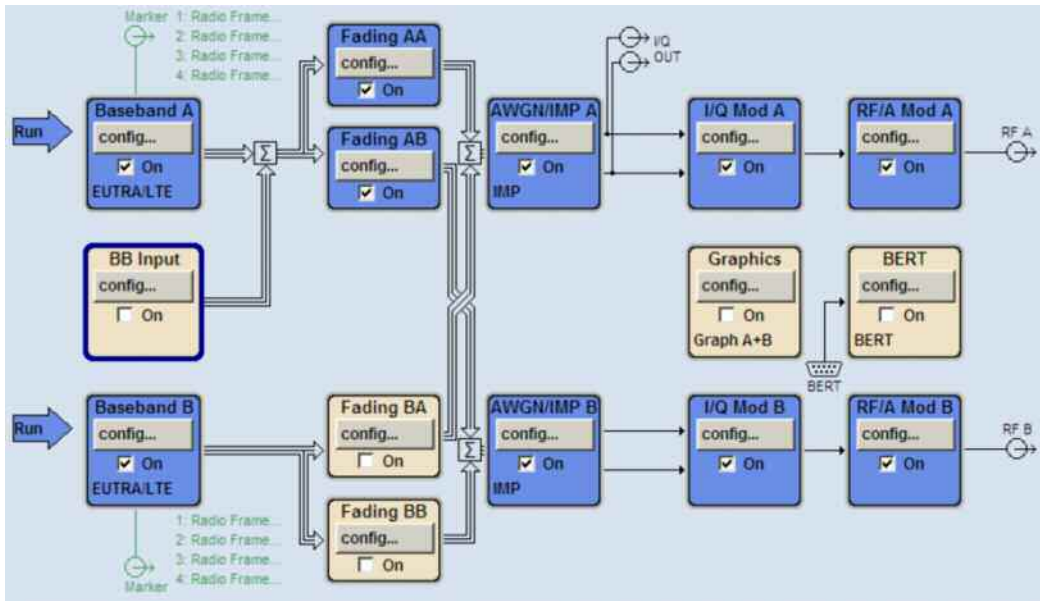 Marker 1: Radio Frame...
2: Radio Frame...
3: Radio Frame...
4: Radio Frame...
Run
Baseband A
config...
On
EUTRA/LTE
Σ
Fading AA
config...
On
Fading AB
config...
On
Σ
AWGN/IMP A
config...
On
IMP
I/Q
OUT
I/Q Mod A
config...
On
RF/A Mod A
config...
On
RF A
BB Input
config...
On
Graphics
config...
On
Graph A+B
BERT
config...
On
BERT
BERT
Run
Baseband B
config...
On
EUTRA/LTE
Fading BA
config...
On
Fading BB
config...
On
Σ
AWGN/IMP B
config...
On
IMP
I/Q Mod B
config...
On
RF/A Mod B
config...
On
RF B
1: Radio Frame...
2: Radio Frame...
3: Radio Frame...
Marker 4: Radio Frame...